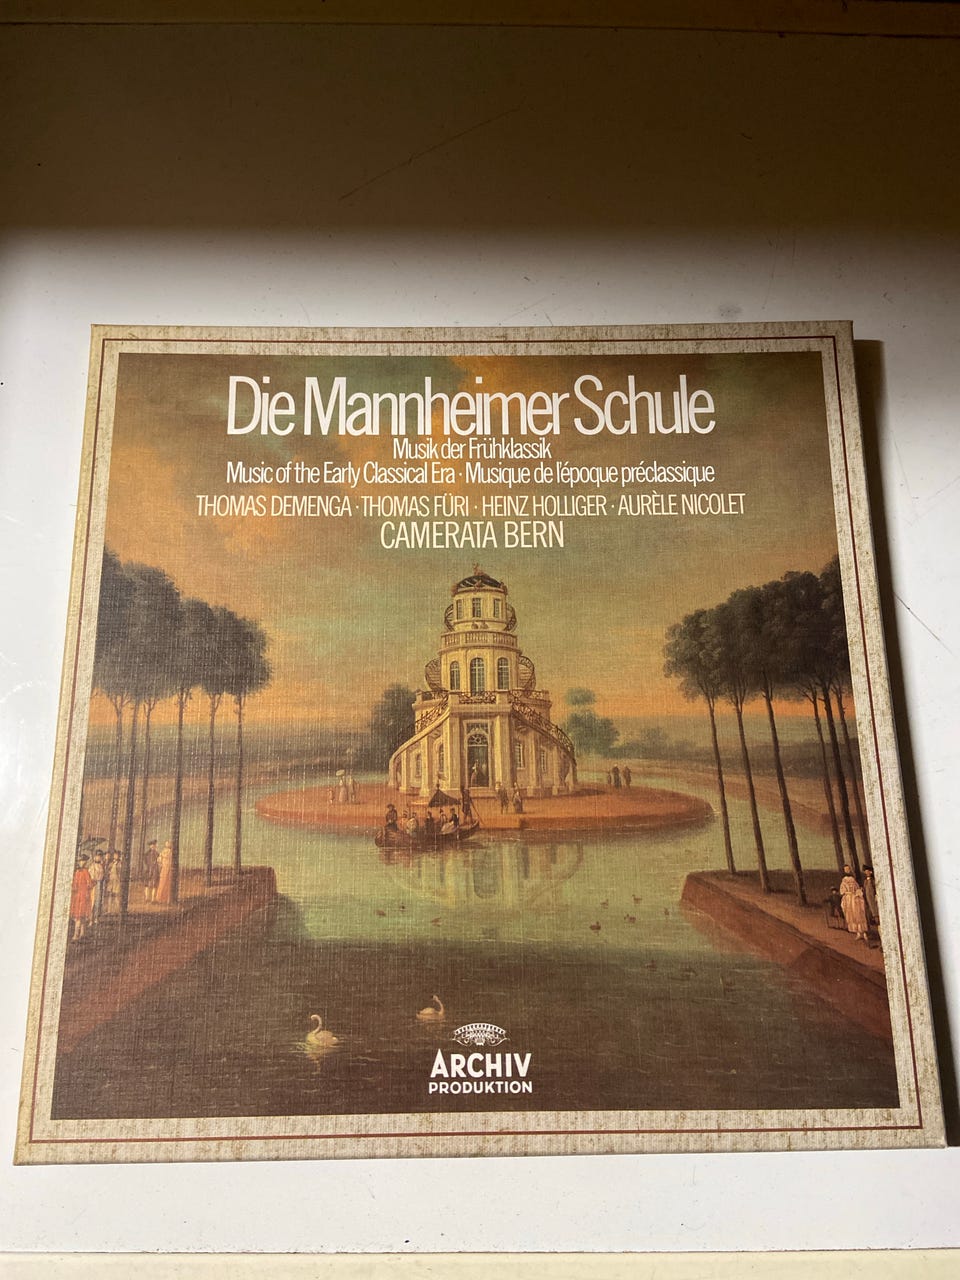 Die Mannheimer Schule
Musik der Frühklassik
Music of the Early Classical Era · Musique de l'époque préclassique
THOMAS DEMENGA · THOMAS FÜRI · HEINZ HOLLIGER · AURÈLE NICOLET
CAMERATA BERN
ARCHIV
PRODUKTION